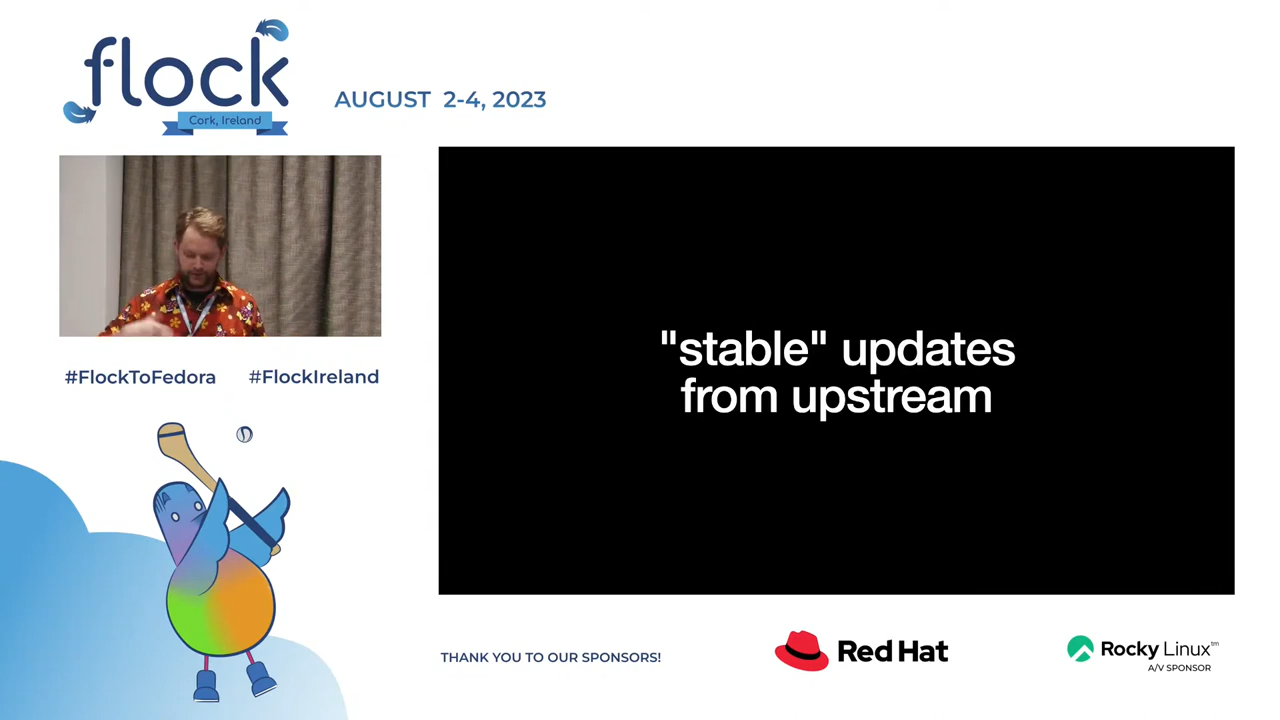 flock
Cork, Ireland
AUGUST 2-4, 2023
#FlockToFedora #FlockIreland
"stable" updates
from upstream
THANK YOU TO OUR SPONSORS!
Red Hat
Rocky Linux™
A/V SPONSOR